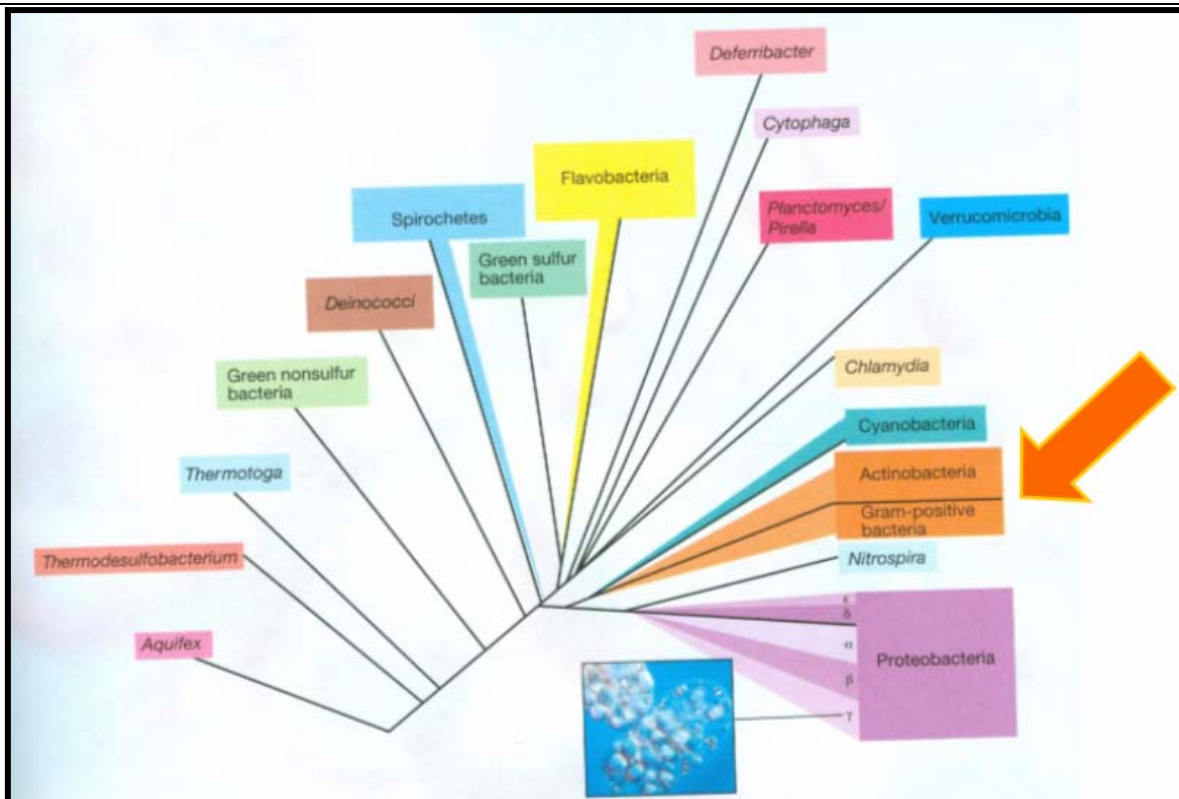 Deferribacter
Cytophaga
Flavobacteria
Planctomyces/
Pirella
Verrucomicrobia
Spirochetes
Green sulfur
bacteria
Deinococci
Green nonsulfur
bacteria
Chlamydia
Cyanobacteria
Actinobacteria
Gram-positive
bacteria
Thermotoga
Nitrospira
Thermodesulfobacterium
ε
δ
α
β
γ
Proteobacteria
Aquifex